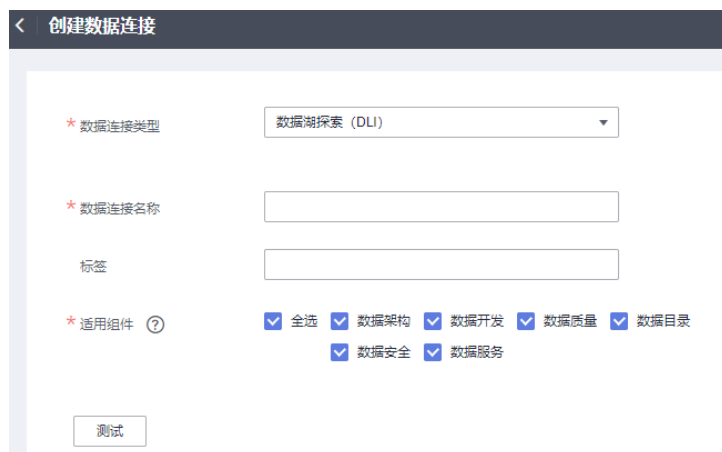 创建数据连接
* 数据连接类型 数据湖探索（DLI）
* 数据连接名称
标签
* 适用组件 ? 全选 数据架构 数据开发 数据质量 数据目录
数据安全 数据服务
测试